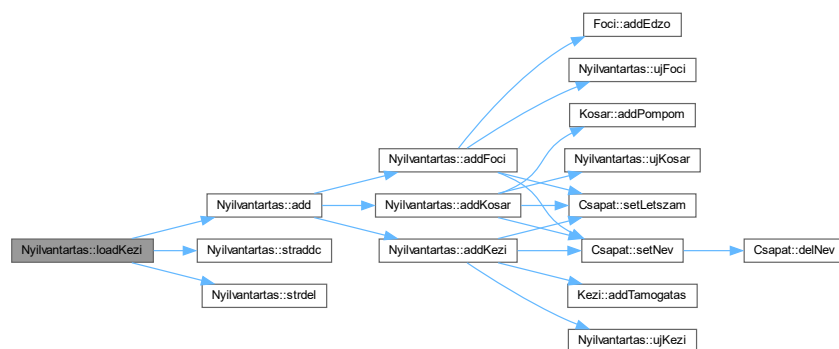 Foci::addEdzo
Nyilvantartas::ujFoci
Kosar::addPompom
Nyilvantartas::addFoci
Nyilvantartas::ujKosar
Nyilvantartas::add
Nyilvantartas::addKosar
Csapat::setLetszam
Nyilvantartas::loadKezi
Nyilvantartas::straddc
Nyilvantartas::addKezi
Csapat::setNev
Csapat::delNev
Nyilvantartas::strdel
Kezi::addTamogatas
Nyilvantartas::ujKezi